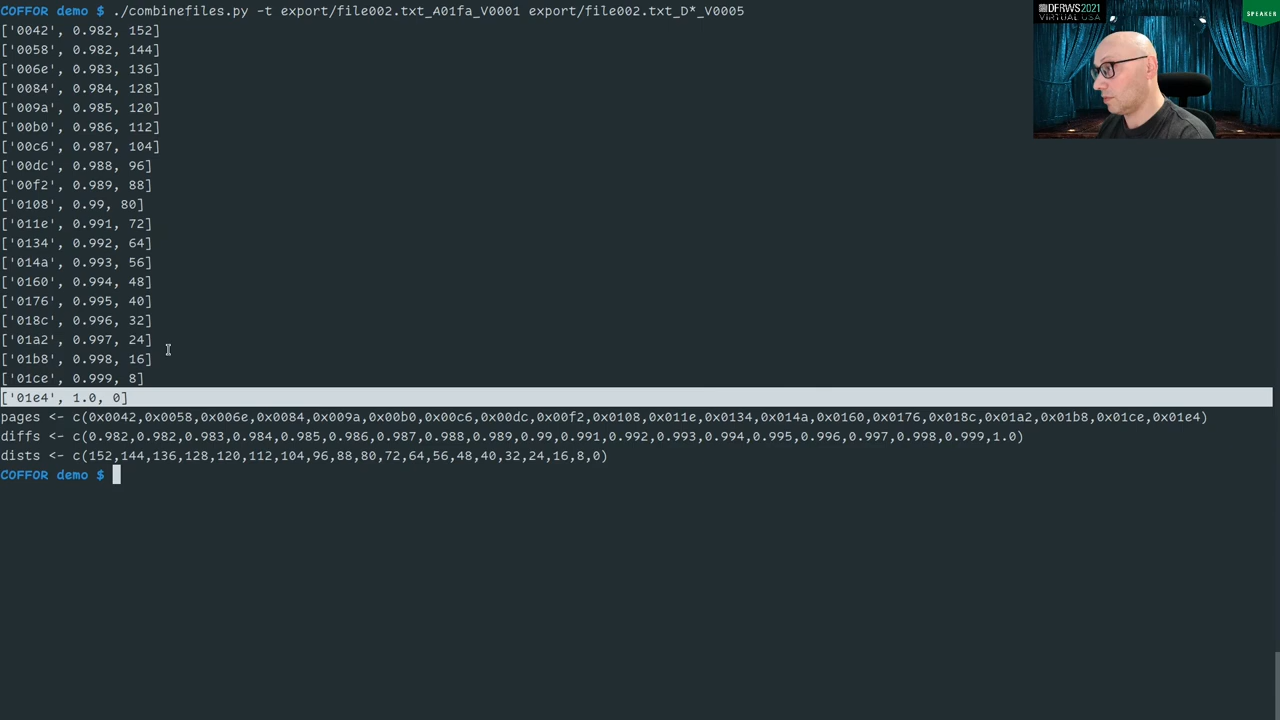 COFFOR demo $ ./combinefiles.py -t export/file002.txt_A01fa_V0001 export/file002.txt_D*_V0005
['0042', 0.982, 152]
['0058', 0.982, 144]
['006e', 0.983, 136]
['0084', 0.984, 128]
['009a', 0.985, 120]
['00b0', 0.986, 112]
['00c6', 0.987, 104]
['00dc', 0.988, 96]
['00f2', 0.989, 88]
['0108', 0.99, 80]
['011e', 0.991, 72]
['0134', 0.992, 64]
['014a', 0.993, 56]
['0160', 0.994, 48]
['0176', 0.995, 40]
['018c', 0.996, 32]
['01a2', 0.997, 24]
['01b8', 0.998, 16]
['01ce', 0.999, 8]
['01e4', 1.0, 0]
pages <- c(0x0042,0x0058,0x006e,0x0084,0x009a,0x00b0,0x00c6,0x00dc,0x00f2,0x0108,0x011e,0x0134,0x014a,0x0160,0x0176,0x018c,0x01a2,0x01b8,0x01ce,0x01e4)
diffs <- c(0.982,0.982,0.983,0.984,0.985,0.986,0.987,0.988,0.989,0.99,0.991,0.992,0.993,0.994,0.995,0.996,0.997,0.998,0.999,1.0)
dists <- c(152,144,136,128,120,112,104,96,88,80,72,64,56,48,40,32,24,16,8,0)
COFFOR demo $
DFRWS2021
VIRTUAL USA
SPEAKER